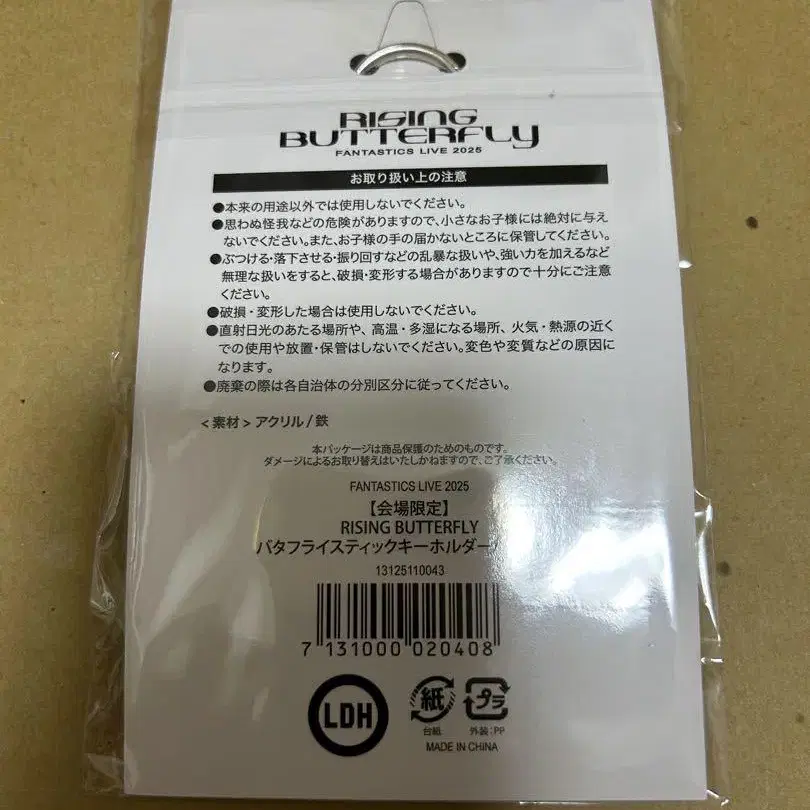 RISING
BUTTERFLY
FANTASTICS LIVE 2025
お取り扱い上の注意
●本来の用途以外では使用しないでください。
●思わぬ怪我などの危険がありますので、小さなお子様には絶対に与え
ないでください。また、お子様の手の届かないところに保管してください。
●ぶつける・落下させる・振り回すなどの乱暴な扱いや、強い力を加えるなど
無理な扱いをすると、破損・変形する場合がありますので十分にご注意
ください。
●破損・変形した場合は使用しないでください。
●直射日光のあたる場所や、高温・多湿になる場所、火気・熱源の近く
での使用や放置・保管はしないでください。変色や変質などの原因に
なります。
●廃棄の際は各自治体の分別区分に従ってください。
<素材> アクリル/鉄
本パッケージは商品保護のためのものです。
ダメージによるお取り替えはいたしかねますので、ご了承ください。
FANTASTICS LIVE 2025
【会場限定】
RISING BUTTERFLY
バタフライスティックキーホルダー
13125110043
7 131000 020408
LDH
紙
プラ
台紙
外装:PP
MADE IN CHINA